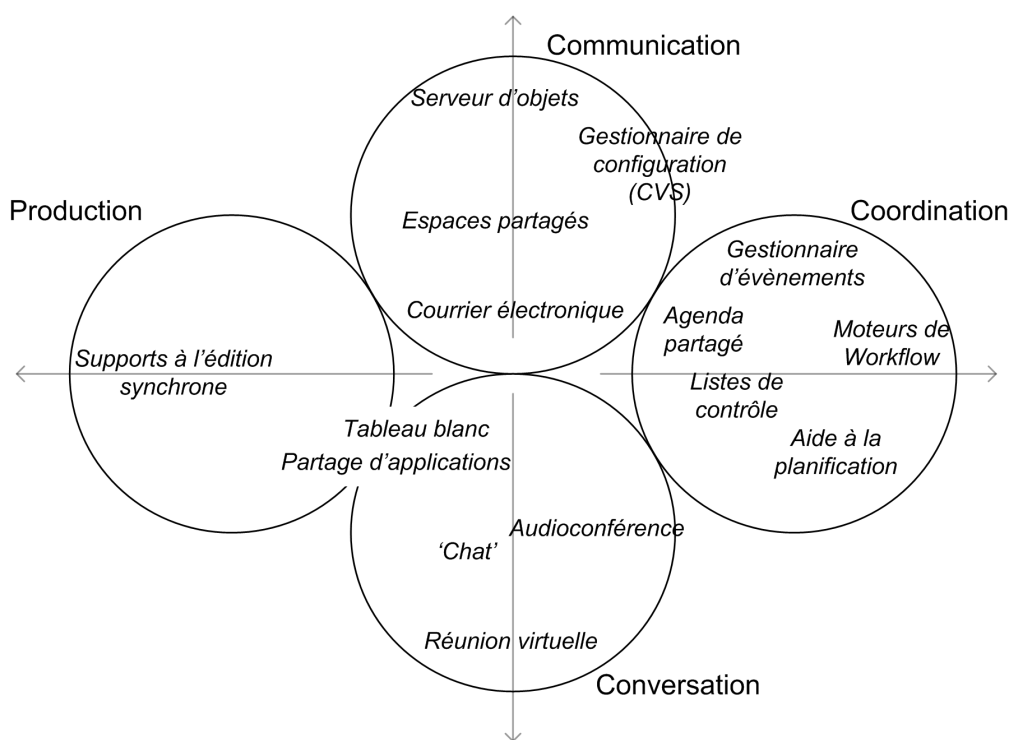 Communication
Serveur d’objets
Gestionnaire de
configuration
(CVS)
Production
Espaces partagés
Coordination
Gestionnaire
d’évènements
Courrier électronique
Agenda
partagé
Moteurs de
Workflow
Supports à l’édition
synchrone
Listes de
contrôle
Tableau blanc
Aide à la
planification
Partage d’applications
Audioconférence
‘Chat’
Réunion virtuelle
Conversation